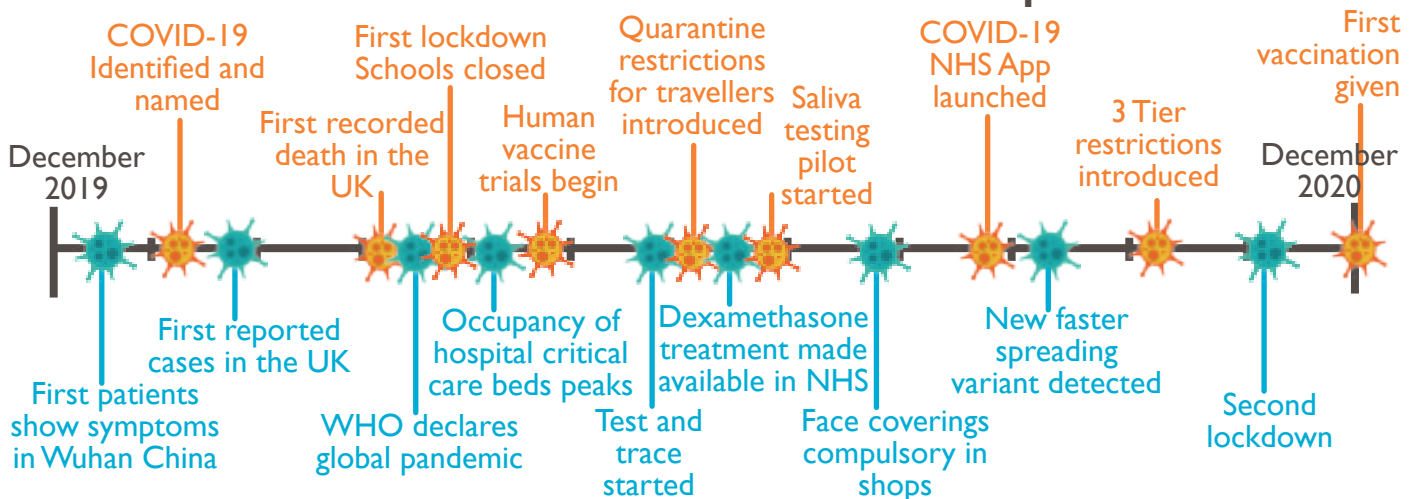 December
2019
First patients
show symptoms
in Wuhan China
COVID-19
Identified and
named
First reported
cases in the UK
First recorded
death in the
UK
WHO declares
global pandemic
First lockdown
Schools closed
Occupancy of
hospital critical
care beds peaks
Human
vaccine
trials begin
Test and
trace
started
Quarantine
restrictions
for travellers
introduced
Dexamethasone
treatment made
available in NHS
Saliva
testing
pilot
started
Face coverings
compulsory in
shops
COVID-19
NHS App
launched
New faster
spreading
variant detected
3 Tier
restrictions
introduced
Second
lockdown
December
2020
First
vaccination
given